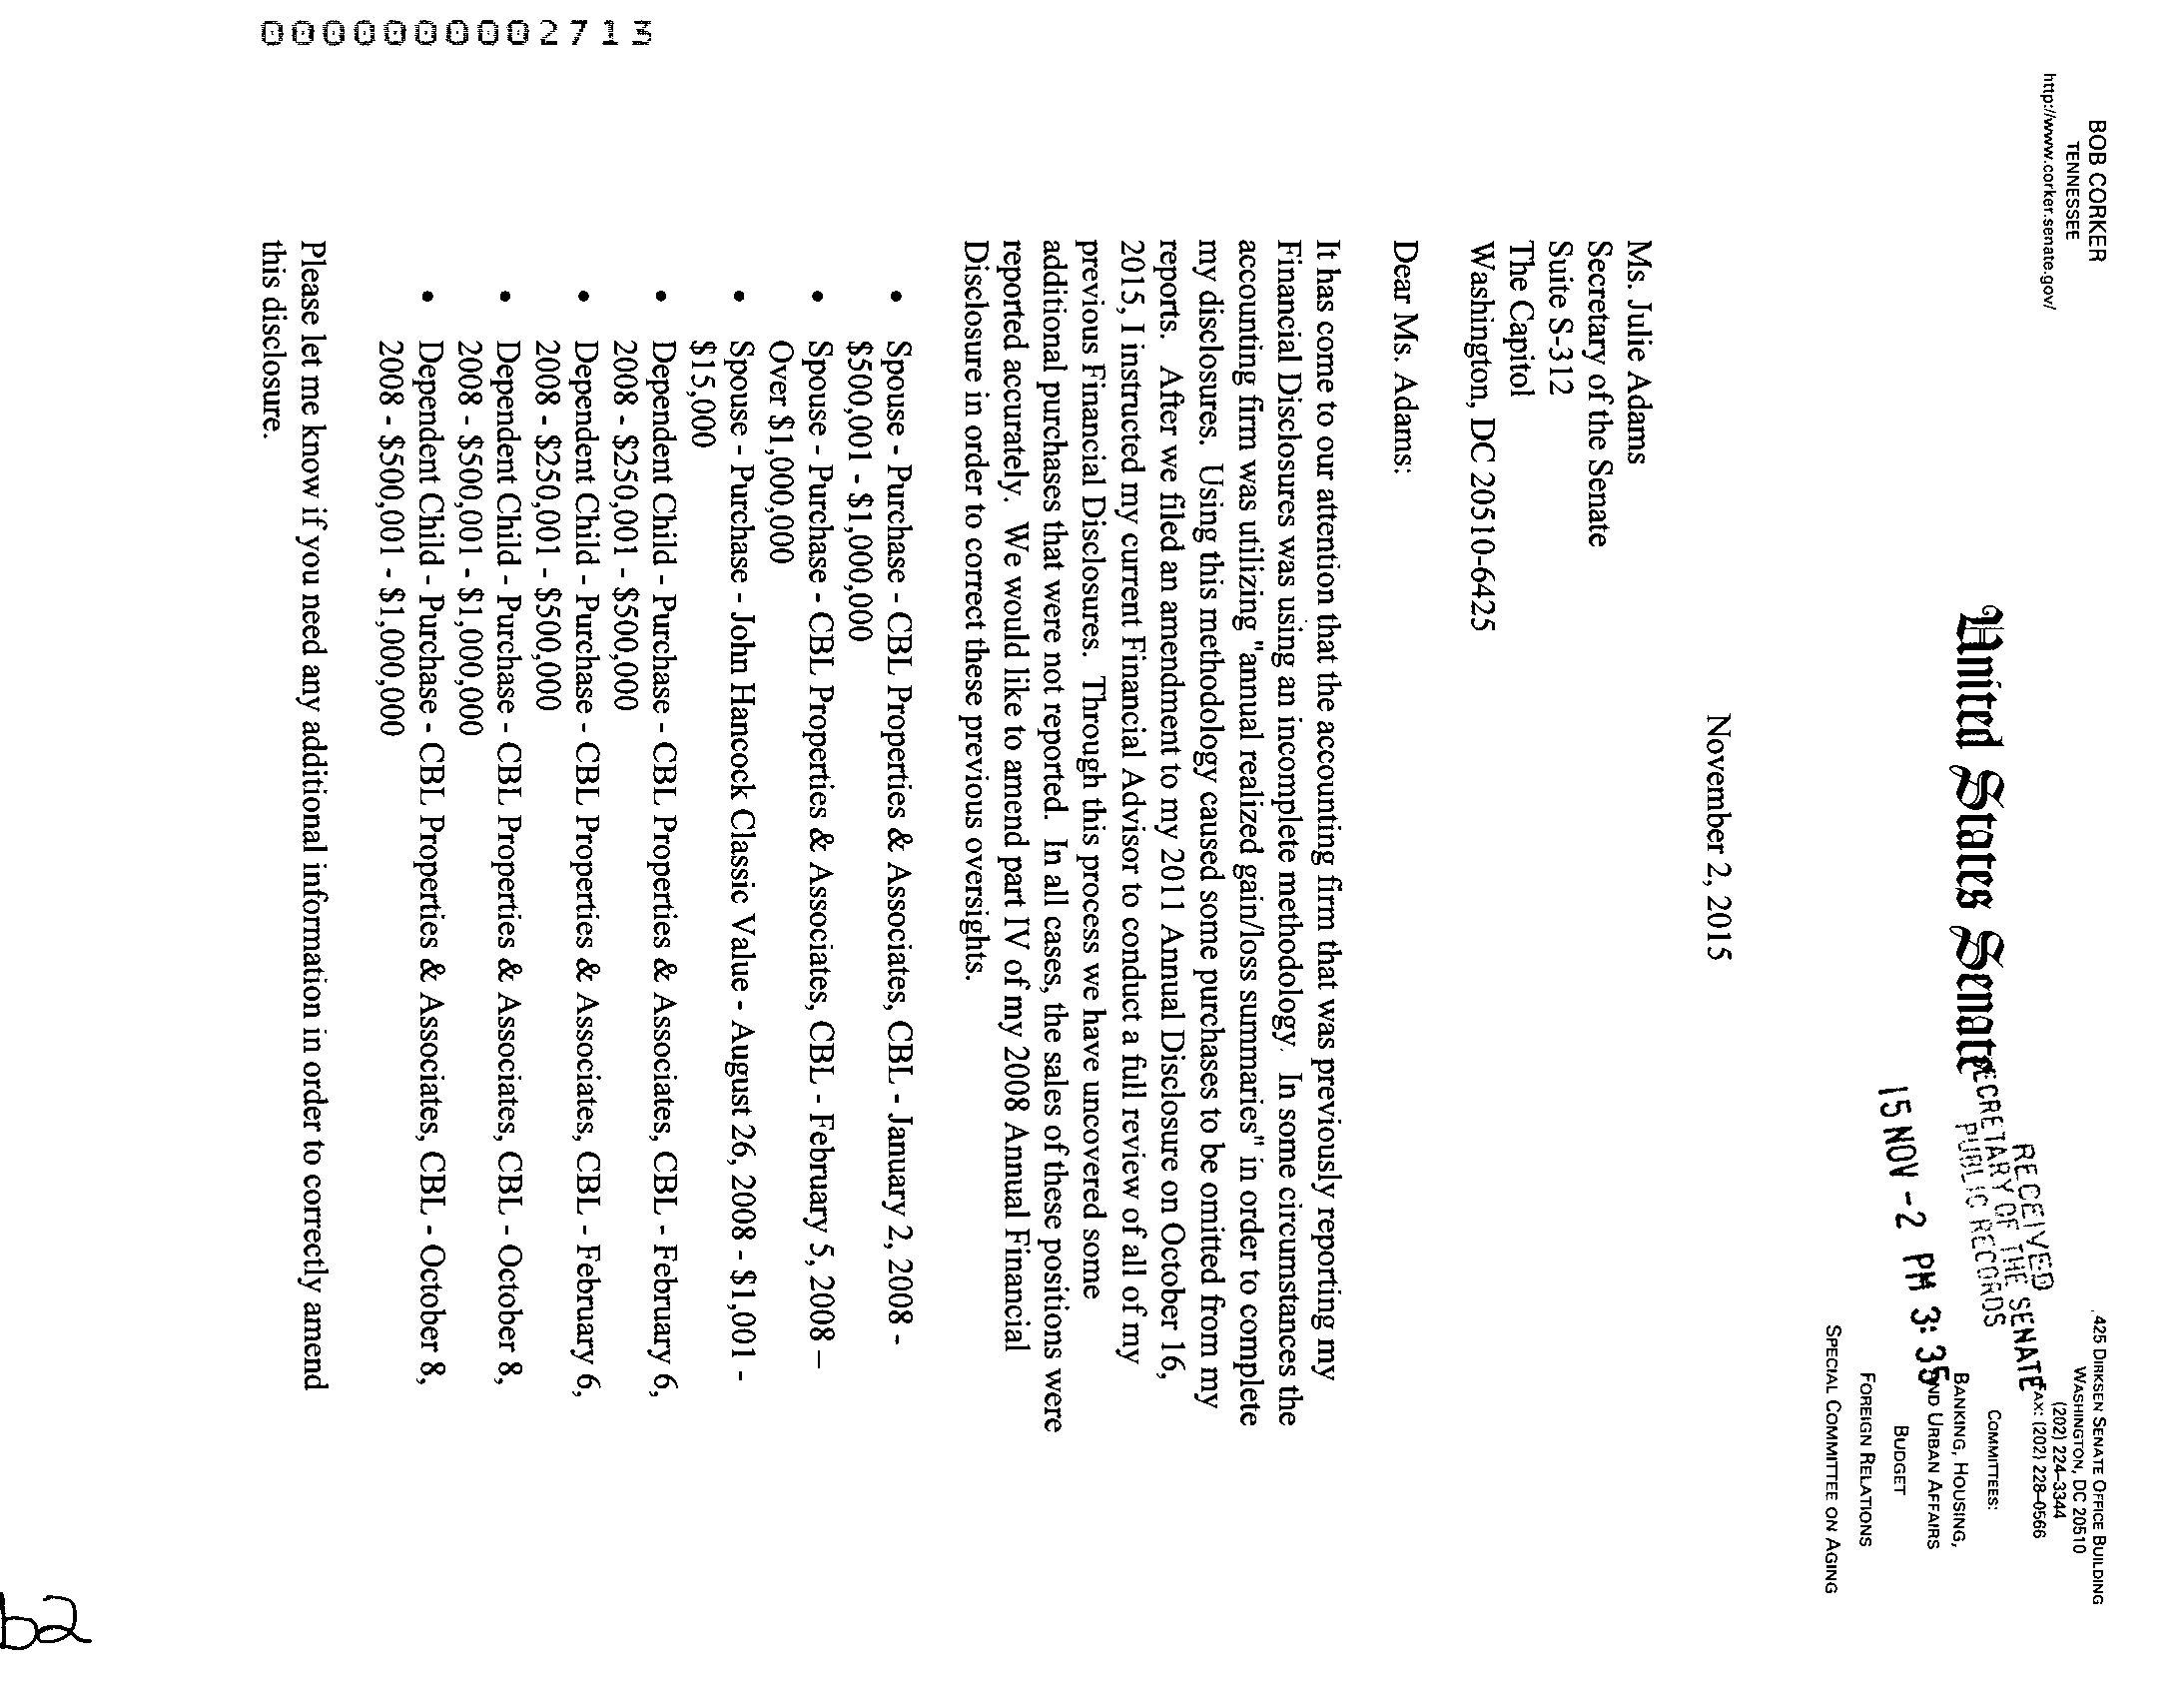 BOB CORKER
TENNESSEE
http://www.corker.senate.gov/
United States Senate
425 DIRKSEN SENATE OFFICE BUILDING
WASHINGTON, DC 20510
(202) 224-3344
FAX: (202) 228-0566
COMMITTEES:
BANKING, HOUSING,
AND URBAN AFFAIRS
BUDGET
FOREIGN RELATIONS
SPECIAL COMMITTEE ON AGING
RECEIVED
SECRETARY OF THE SENATE
PUBLIC RECORDS
15 NOV -2 PM 3: 35
November 2, 2015
Ms. Julie Adams
Secretary of the Senate
Suite S-312
The Capitol
Washington, DC 20510-6425
Dear Ms. Adams:
It has come to our attention that the accounting firm that was previously reporting my
Financial Disclosures was using an incomplete methodology. In some circumstances the
accounting firm was utilizing "annual realized gain/loss summaries" in order to complete
my disclosures. Using this methodology caused some purchases to be omitted from my
reports. After we filed an amendment to my 2011 Annual Disclosure on October 16,
2015, I instructed my current Financial Advisor to conduct a full review of all of my
previous Financial Disclosures. Through this process we have uncovered some
additional purchases that were not reported. In all cases, the sales of these positions were
reported accurately. We would like to amend part IV of my 2008 Annual Financial
Disclosure in order to correct these previous oversights.
• Spouse - Purchase - CBL Properties & Associates, CBL - January 2, 2008 -
$500,001 - $1,000,000
• Spouse - Purchase - CBL Properties & Associates, CBL - February 5, 2008 –
Over $1,000,000
• Spouse - Purchase - John Hancock Classic Value - August 26, 2008 - $1,001 -
$15,000
• Dependent Child - Purchase - CBL Properties & Associates, CBL - February 6,
2008 - $250,001 - $500,000
• Dependent Child - Purchase - CBL Properties & Associates, CBL - February 6,
2008 - $250,001 - $500,000
• Dependent Child - Purchase - CBL Properties & Associates, CBL - October 8,
2008 - $500,001 - $1,000,000
• Dependent Child - Purchase - CBL Properties & Associates, CBL - October 8,
2008 - $500,001 - $1,000,000
Please let me know if you need any additional information in order to correctly amend
this disclosure.
0000000002713
b2